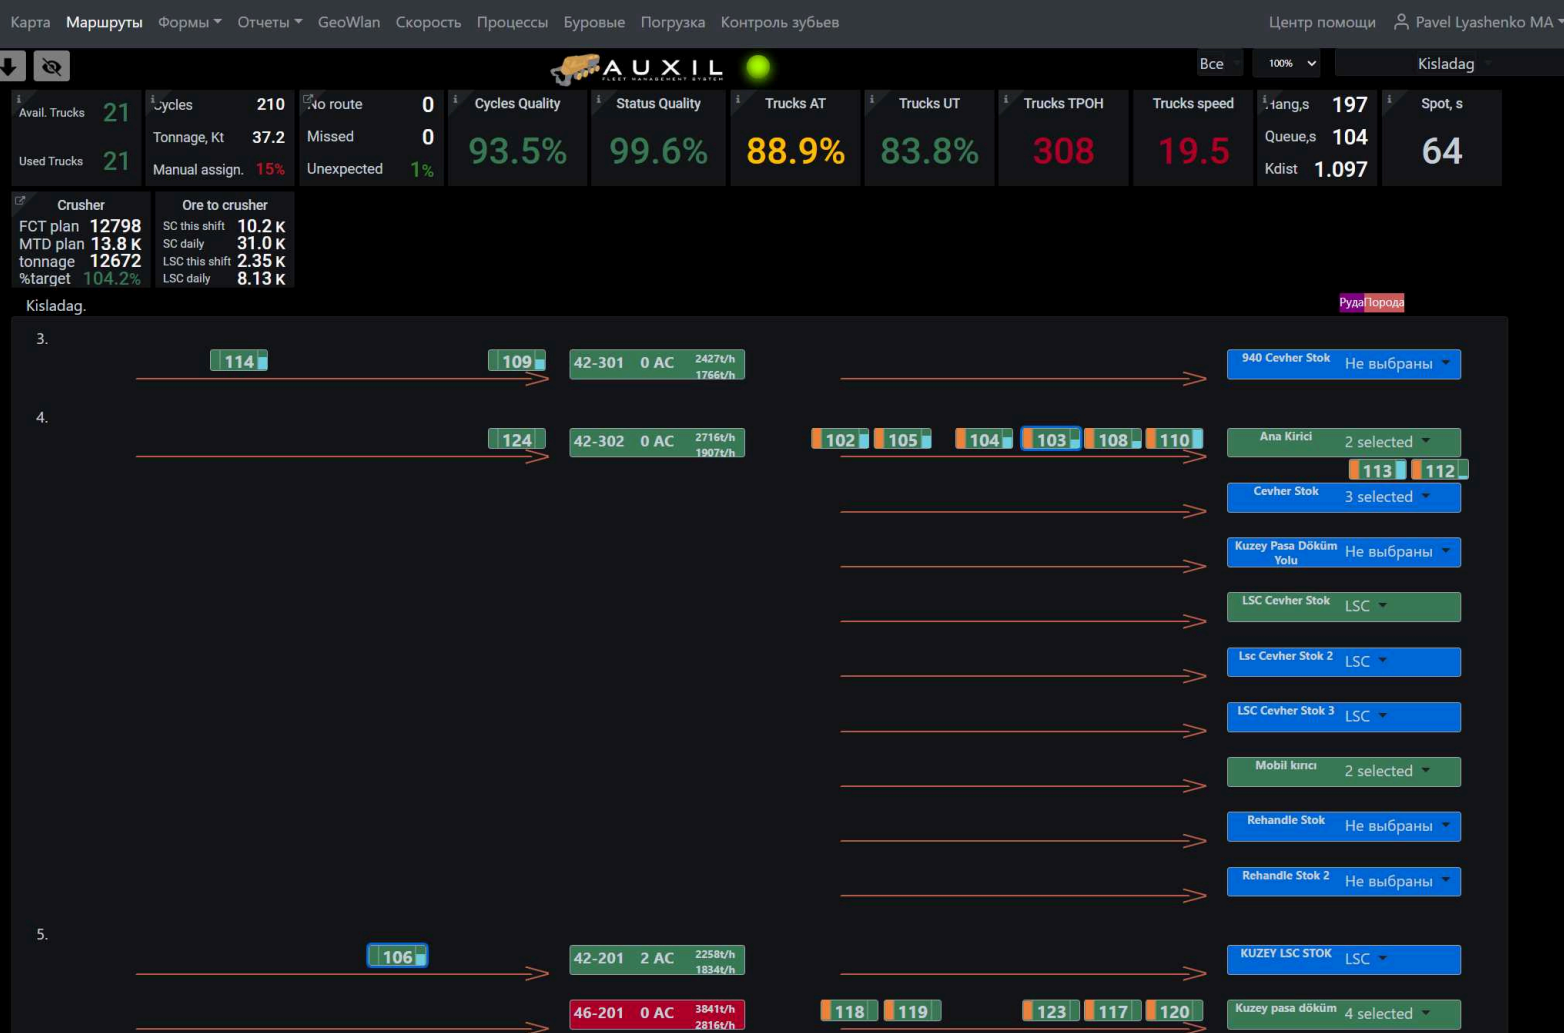 Карта Маршруты Формы Отчеты GeoWlan Скорость Процессы Буровые Погрузка Контроль зубьев Центр помощи Pavel Lyashenko MA
AUXIL
FLEET MANAGEMENT SYSTEM
Все 100% Kisladag
Avail. Trucks 21
Used Trucks 21
Cycles 210
Tonnage, Kt 37.2
Manual assign. 15%
No route 0
Missed 0
Unexpected 1%
Cycles Quality
93.5%
Status Quality
99.6%
Trucks AT
88.9%
Trucks UT
83.8%
Trucks TPOH
308
Trucks speed
19.5
Hang,s 197
Queue,s 104
Kdist 1.097
Spot, s
64
Crusher
FCT plan 12798
MTD plan 13.8 K
tonnage 12672
%target 104.2%
Ore to crusher
SC this shift 10.2 K
SC daily 31.0 K
LSC this shift 2.35 K
LSC daily 8.13 K
Kisladag.
Руда Порода
3.
114 109 42-301 0 AC 2427t/h
1766t/h
940 Cevher Stok Не выбраны
4.
124 42-302 0 AC 2716t/h
1907t/h
102 105 104 103 108 110 Ana Kirici 2 selected
113 112
Cevher Stok 3 selected
Kuzey Pasa Döküm
Yolu
Не выбраны
LSC Cevher Stok LSC
Lsc Cevher Stok 2 LSC
LSC Cevher Stok 3 LSC
Mobil kırıcı 2 selected
Rehandle Stok Не выбраны
Rehandle Stok 2 Не выбраны
5.
106 42-201 2 AC 2258t/h
1834t/h
KUZEY LSC STOK LSC
46-201 0 AC 3841t/h
2816t/h
118 119 123 117 120 Kuzey pasa döküm 4 selected